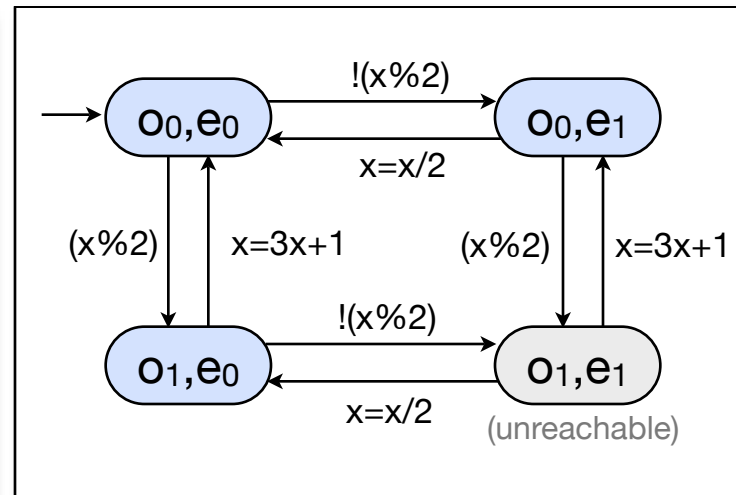 !(x%2)
o₀,e₀
o₀,e₁
x=x/2
(x%2)
x=3x+1
(x%2)
x=3x+1
!(x%2)
o₁,e₀
o₁,e₁
x=x/2
(unreachable)